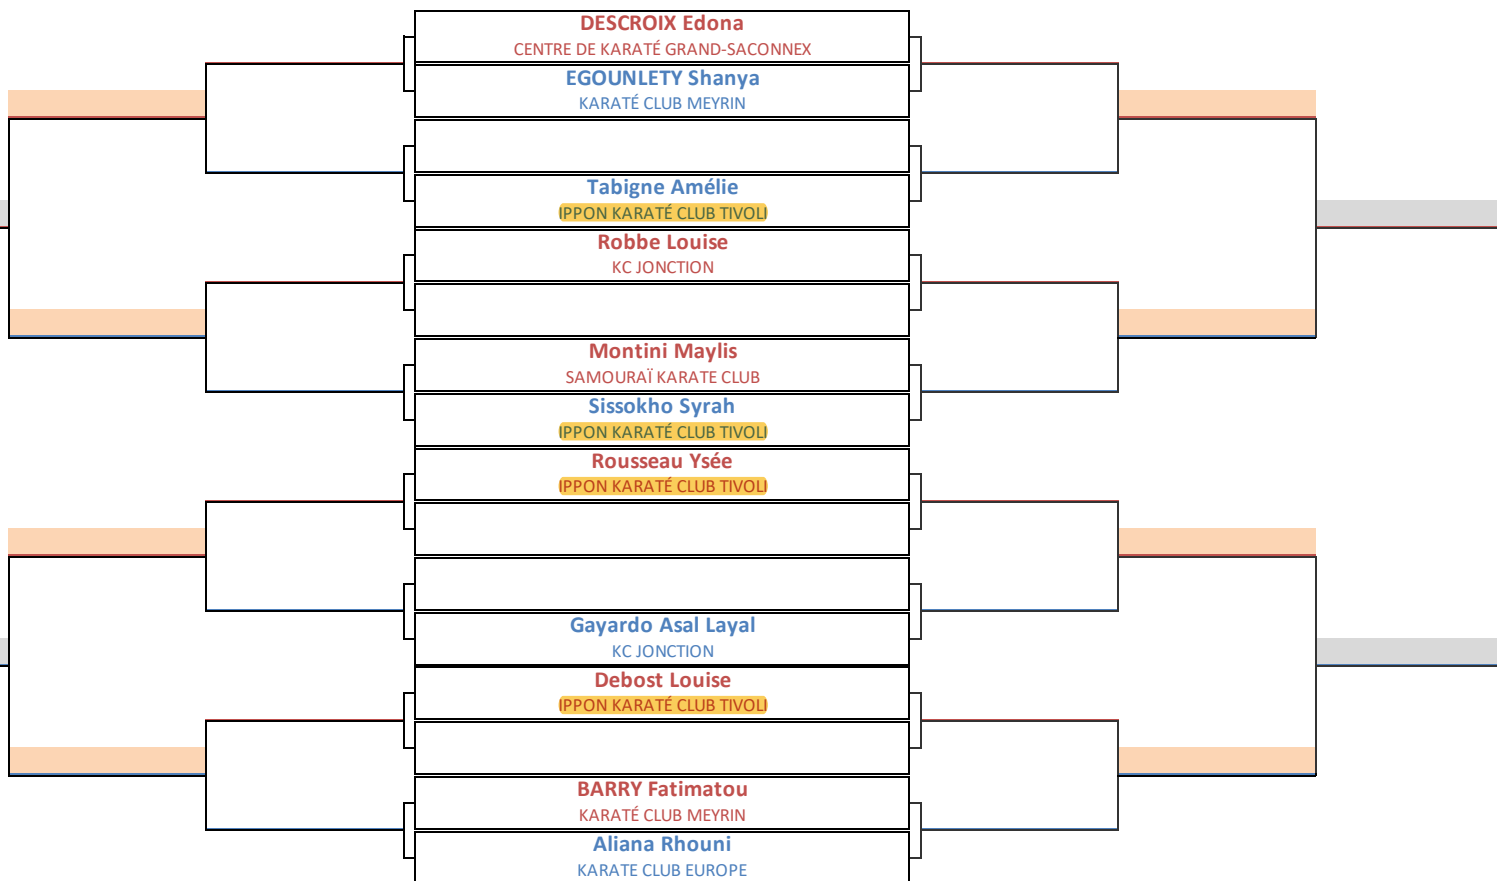 DESCROIX Edona
CENTRE DE KARATÉ GRAND-SACONNEX
EGOUNLETY Shanya
KARATÉ CLUB MEYRIN
Tabigne Amélie
IPPON KARATÉ CLUB TIVOLI
Robbe Louise
KC JONCTION
Montini Maylis
SAMOURAÏ KARATE CLUB
Sissokho Syrah
IPPON KARATÉ CLUB TIVOLI
Rousseau Ysée
IPPON KARATÉ CLUB TIVOLI
Gayardo Asal Layal
KC JONCTION
Debost Louise
IPPON KARATÉ CLUB TIVOLI
BARRY Fatimatou
KARATÉ CLUB MEYRIN
Aliana Rhouni
KARATE CLUB EUROPE